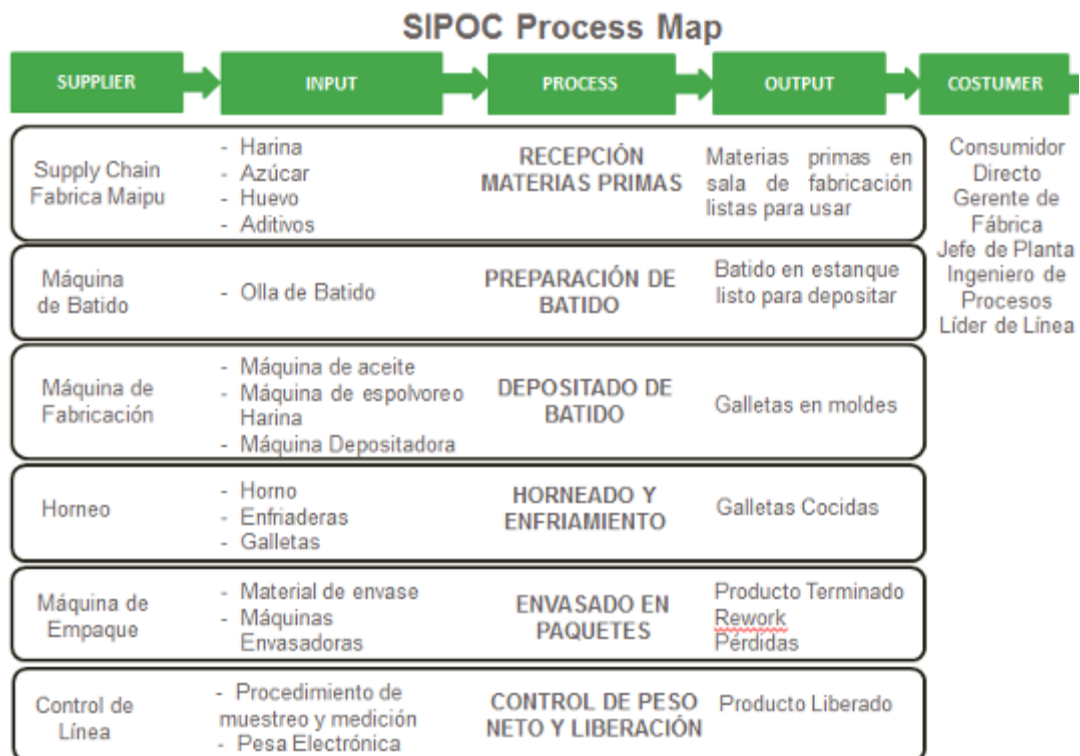 SIPOC Process Map
SUPPLIER
INPUT
PROCESS
OUTPUT
COSTUMER
Supply Chain
Fabrica Maipu
- Harina
- Azúcar
- Huevo
- Aditivos
RECEPCIÓN
MATERIAS PRIMAS
Materias primas en
sala de fabricación
listas para usar
Consumidor
Directo
Gerente de
Fábrica
Jefe de Planta
Ingeniero de
Procesos
Líder de Línea
Máquina
de Batido
- Olla de Batido
PREPARACIÓN DE
BATIDO
Batido en estanque
listo para depositar
Máquina de
Fabricación
- Máquina de aceite
- Máquina de espolvoreo
Harina
- Máquina Depositadora
DEPOSITADO DE
BATIDO
Galletas en moldes
Horneo
- Horno
- Enfriaderas
- Galletas
HORNEADO Y
ENFRIAMIENTO
Galletas Cocidas
Máquina de
Empaque
- Material de envase
- Máquinas
Envasadoras
ENVASADO EN
PAQUETES
Producto Terminado
Rework
Pérdidas
Control de
Línea
- Procedimiento de
muestreo y medición
- Pesa Electrónica
CONTROL DE PESO
NETO Y LIBERACIÓN
Producto Liberado